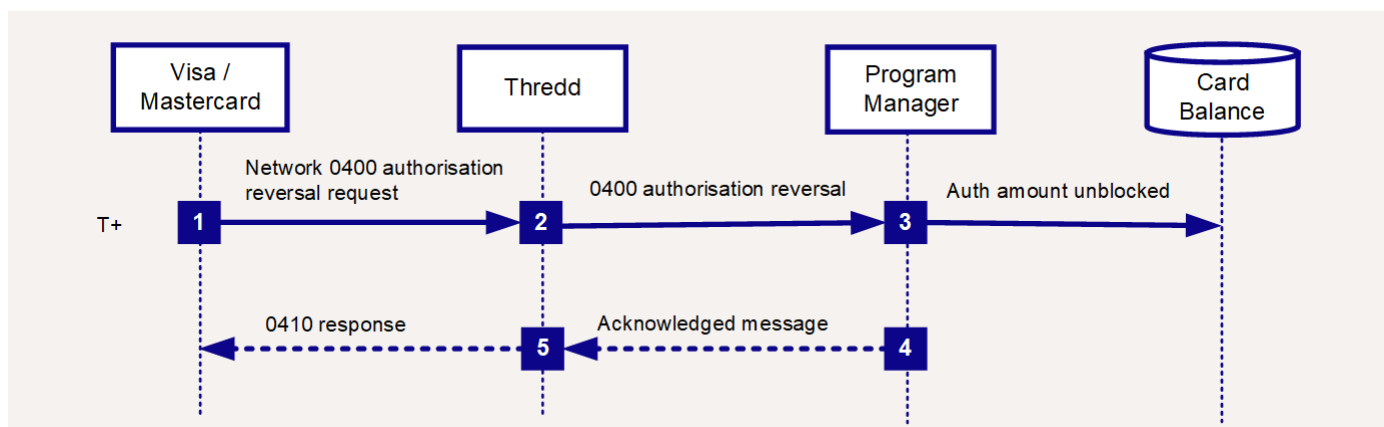 Visa /
Mastercard
Thredd
Program
Manager
Card
Balance
Network 0400 authorisation
reversal request
0400 authorisation reversal
Auth amount unblocked
T+
1
2
3
0410 response
Acknowledged message
5
4